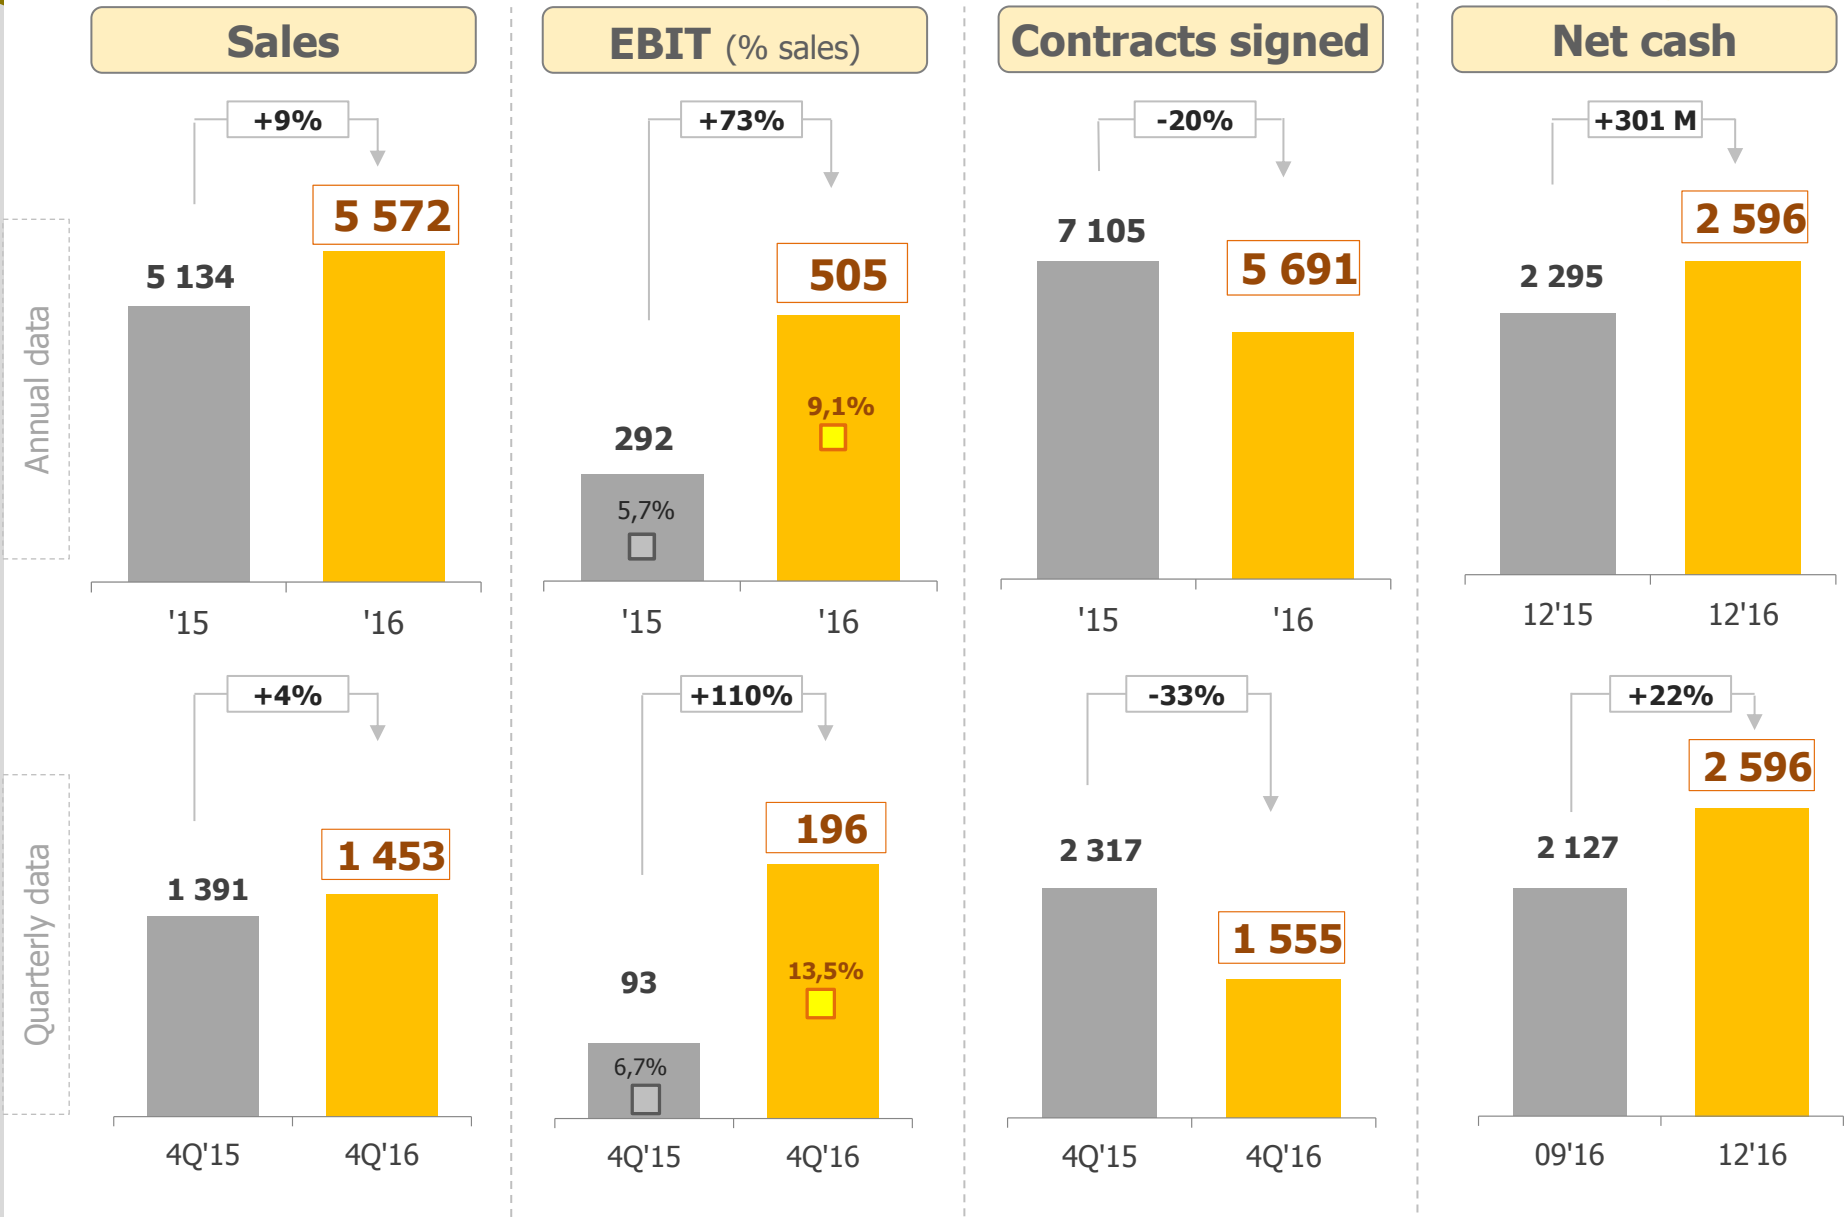 Sales
EBIT (% sales)
Contracts signed
Net cash
Annual data
+9%
5 134
5 572
'15
'16
+73%
292
505
5,7%
9,1%
'15
'16
-20%
7 105
5 691
'15
'16
+301 M
2 295
2 596
12'15
12'16
Quarterly data
+4%
1 391
1 453
4Q'15
4Q'16
+110%
93
196
6,7%
13,5%
4Q'15
4Q'16
-33%
2 317
1 555
4Q'15
4Q'16
+22%
2 127
2 596
09'16
12'16